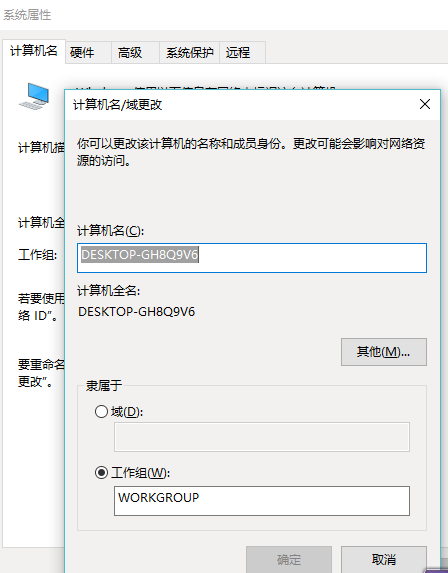 系统属性
计算机名 硬件 高级 系统保护 远程
计算机名/域更改
计算机描
你可以更改该计算机的名称和成员身份。更改可能会影响对网络资
源的访问。
计算机全
计算机名(C):
DESKTOP-GH8Q9V6
工作组:
计算机全名:
若要使用
DESKTOP-GH8Q9V6
络 ID”。
其他(M)...
要重命名
更改”。
隶属于
域(D):
工作组(W):
WORKGROUP
确定 取消